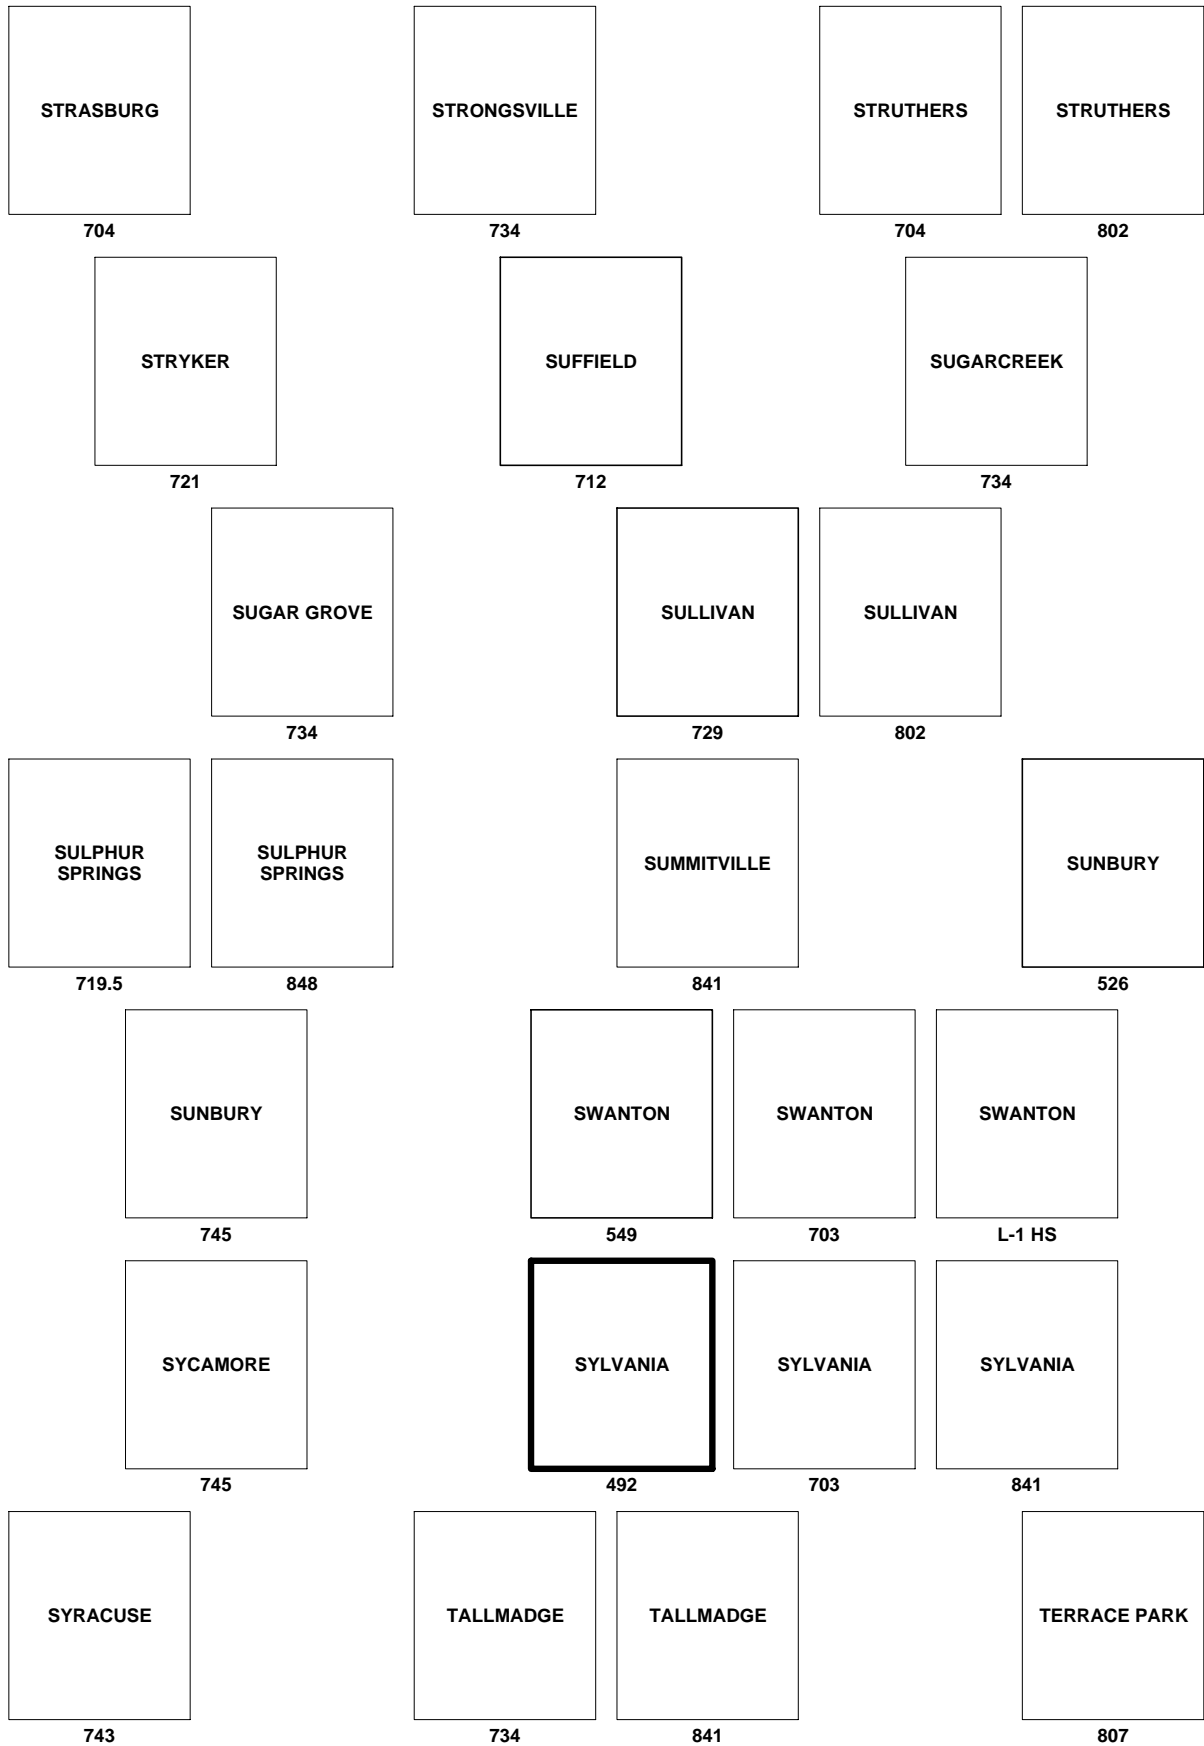 STRASBURG
STRONGSVILLE
STRUTHERS
STRUTHERS
704
734
704
802
STRYKER
SUFFIELD
SUGARCREEK
721
712
734
SUGAR GROVE
SULLIVAN
SULLIVAN
734
729
802
SULPHUR
SPRINGS
SULPHUR
SPRINGS
SUMMITVILLE
SUNBURY
719.5
848
841
526
SUNBURY
SWANTON
SWANTON
SWANTON
745
549
703
L-1 HS
SYCAMORE
SYLVANIA
SYLVANIA
SYLVANIA
745
492
703
841
SYRACUSE
TALLMADGE
TALLMADGE
TERRACE PARK
743
734
841
807